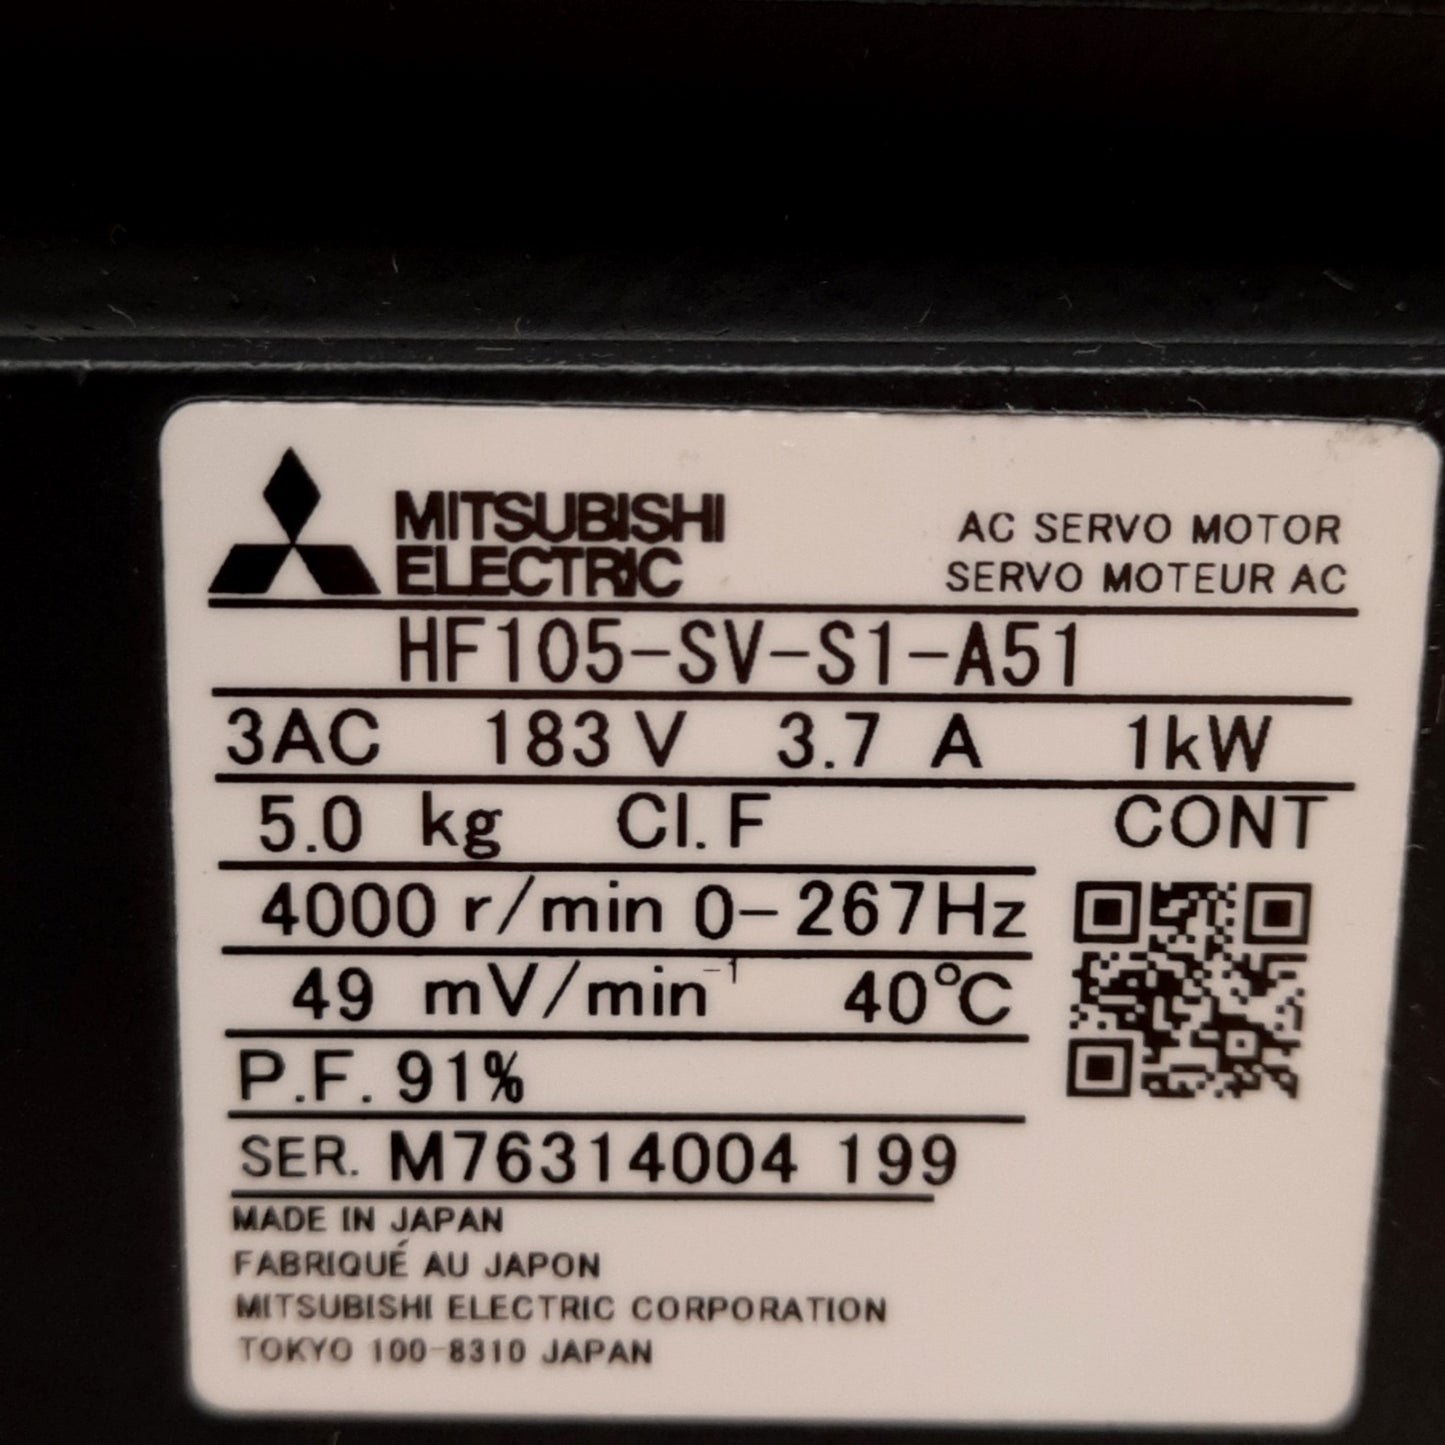 MITSUBISHI
ELECTRIC
AC SERVO MOTOR
SERVO MOTEUR AC
HF105-SV-S1-A51
3AC 183 V 3.7 A 1kW
5.0 kg Cl. F CONT
4000 r/min 0-267Hz
49 mV/min⁻¹ 40°C
P.F. 91%
SER. M76314004 199
MADE IN JAPAN
FABRIQUÉ AU JAPON
MITSUBISHI ELECTRIC CORPORATION
TOKYO 100-8310 JAPAN